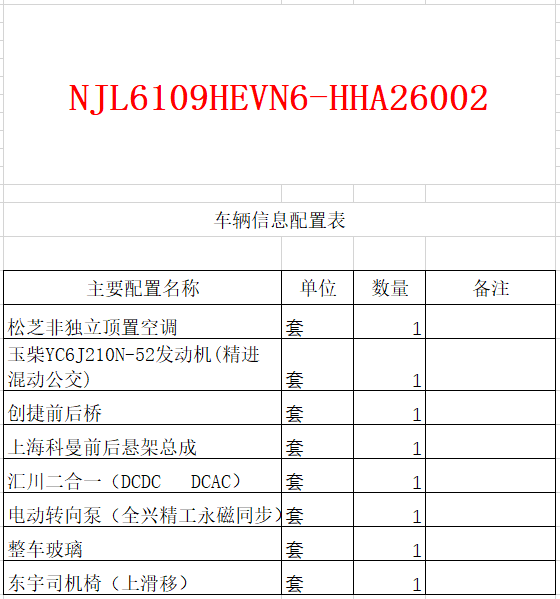 NJL6109HEVN6-HHA26002
车辆信息配置表
主要配置名称 单位 数量 备注
松芝非独立顶置空调 套 1
玉柴YC6J210N-52发动机(精进
混动公交) 套 1
创捷前后桥 套 1
上海科曼前后悬架总成 套 1
汇川二合一（DCDC DCAC） 套 1
电动转向泵（全兴精工永磁同步） 套 1
整车玻璃 套 1
东宇司机椅（上滑移） 套 1